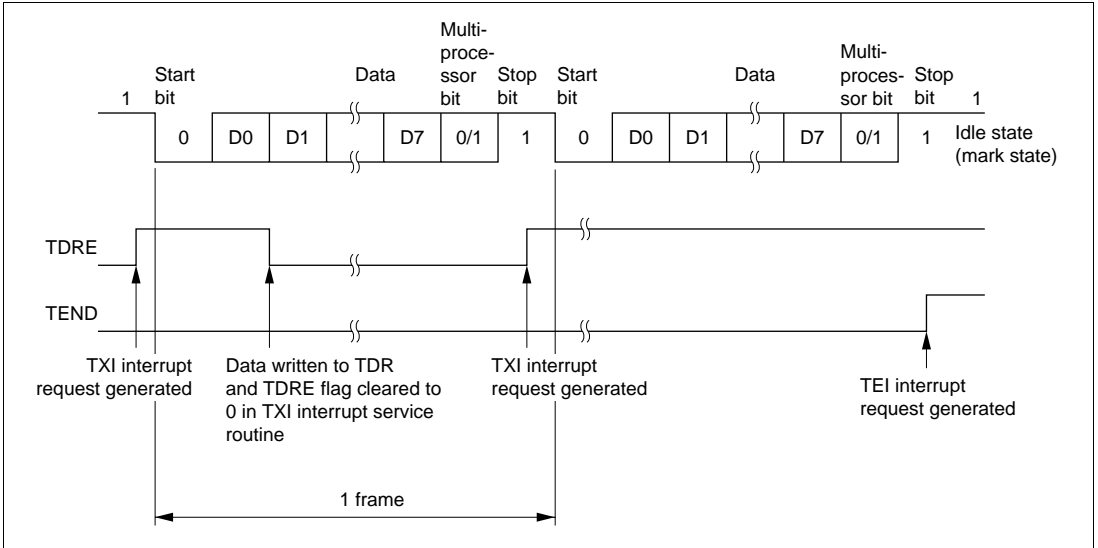 Multi-
proce-
ssor
bit
Start
bit
Data
Stop
bit
Start
bit
Data
Multi-
proces-
sor bit
Stop
bit
1
1
0
D0
D1
D7
0/1
1
0
D0
D1
D7
0/1
1
Idle state
(mark state)
TDRE
TEND
TXI interrupt
request generated
Data written to TDR
and TDRE flag cleared to
0 in TXI interrupt service
routine
TXI interrupt
request generated
TEI interrupt
request generated
1 frame